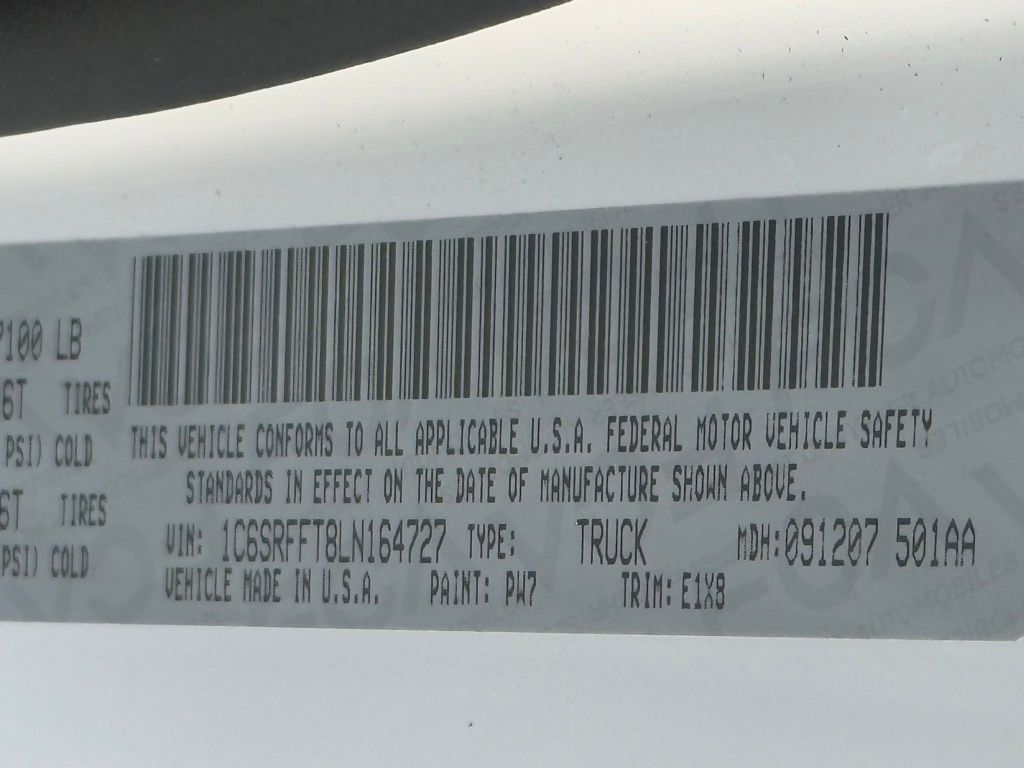 7100 LB
6T TIRES
PSI) COLD
6T TIRES
PSI) COLD
THIS VEHICLE CONFORMS TO ALL APPLICABLE U.S.A. FEDERAL MOTOR VEHICLE SAFETY
STANDARDS IN EFFECT ON THE DATE OF MANUFACTURE SHOWN ABOVE.
VIN: 1C6SRFFT8LN164727 TYPE: TRUCK MDH:091207 501AA
VEHICLE MADE IN U.S.A. PAINT: PW7 TRIM: E1X8